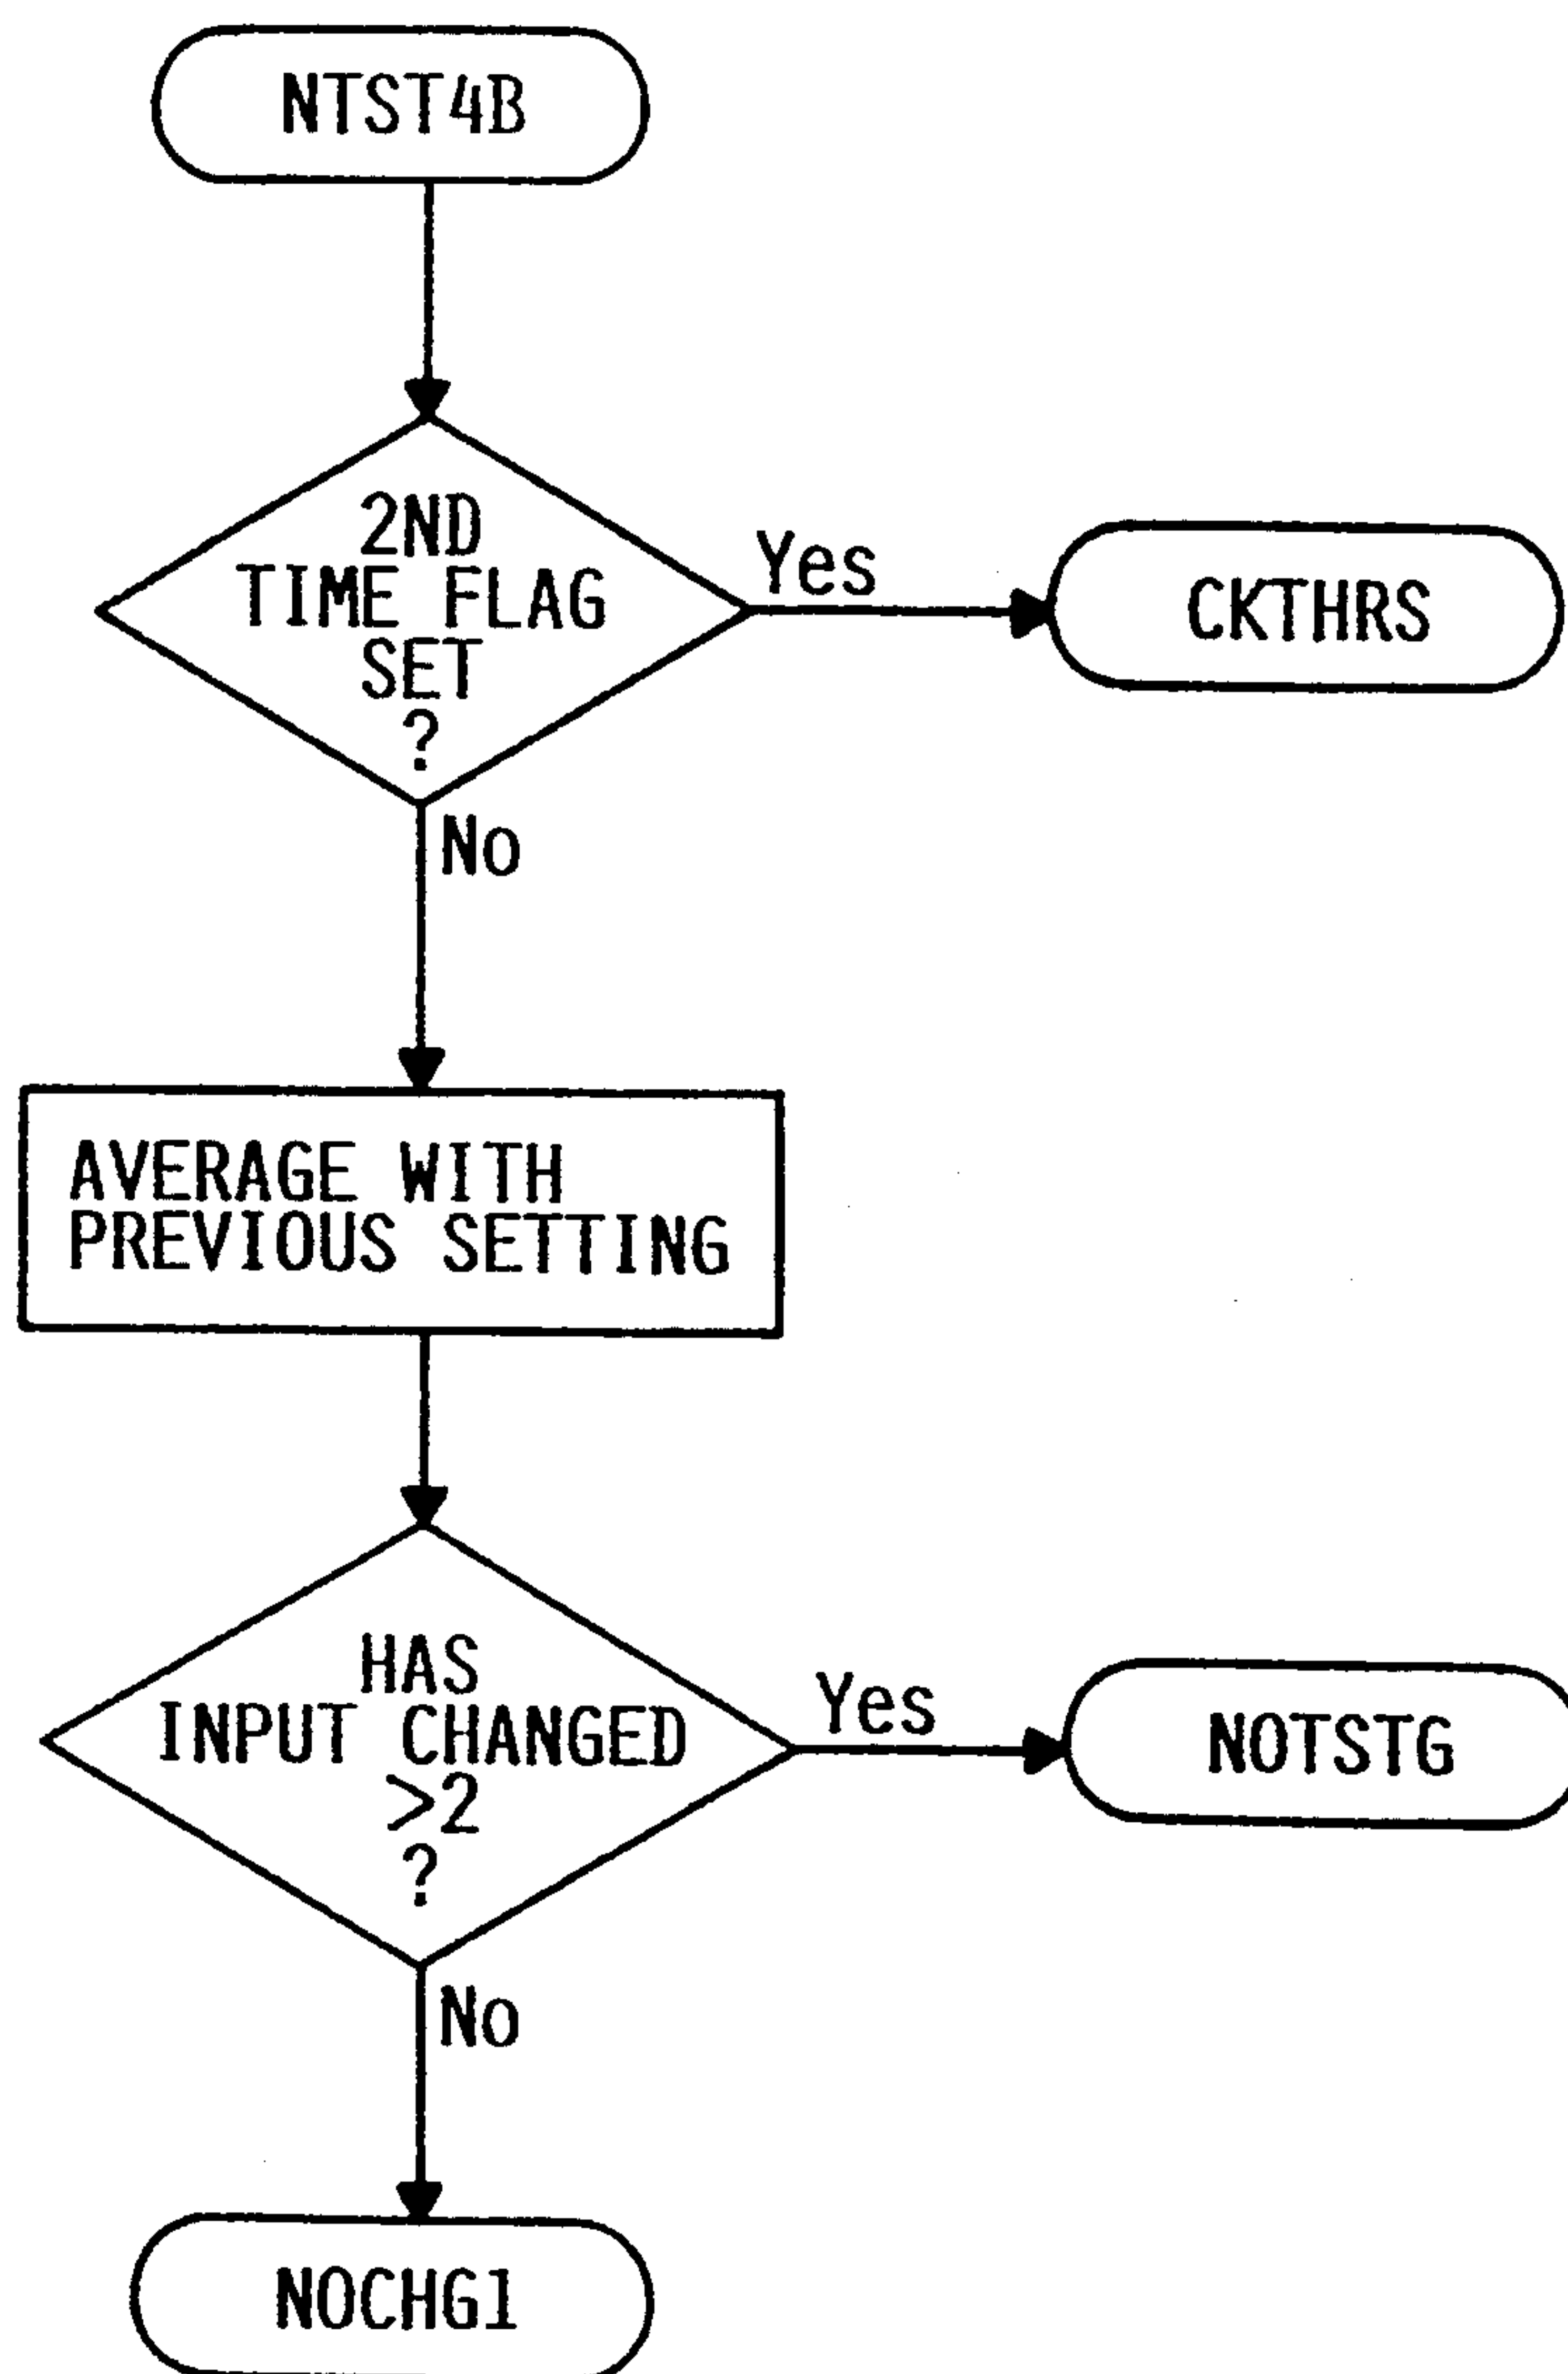 NTST4B
2ND
TIME FLAG
SET
?
Yes
CKTHRS
No
AVERAGE WITH
PREVIOUS SETTING
HAS
INPUT CHANGED
>2
?
Yes
NOTSTG
No
NOCHG1